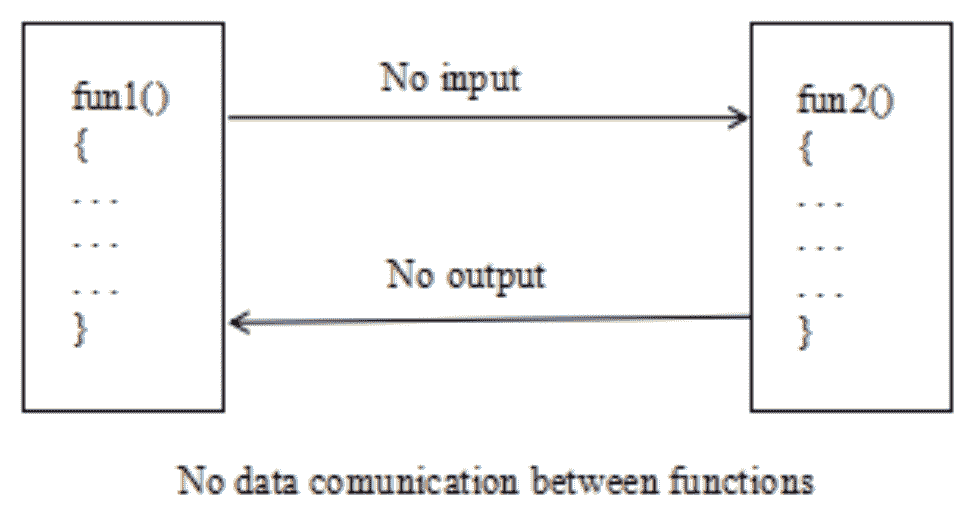 fun1()
{
...
...
...
}
No input
No output
fun2()
{
...
...
...
}
No data comunication between functions